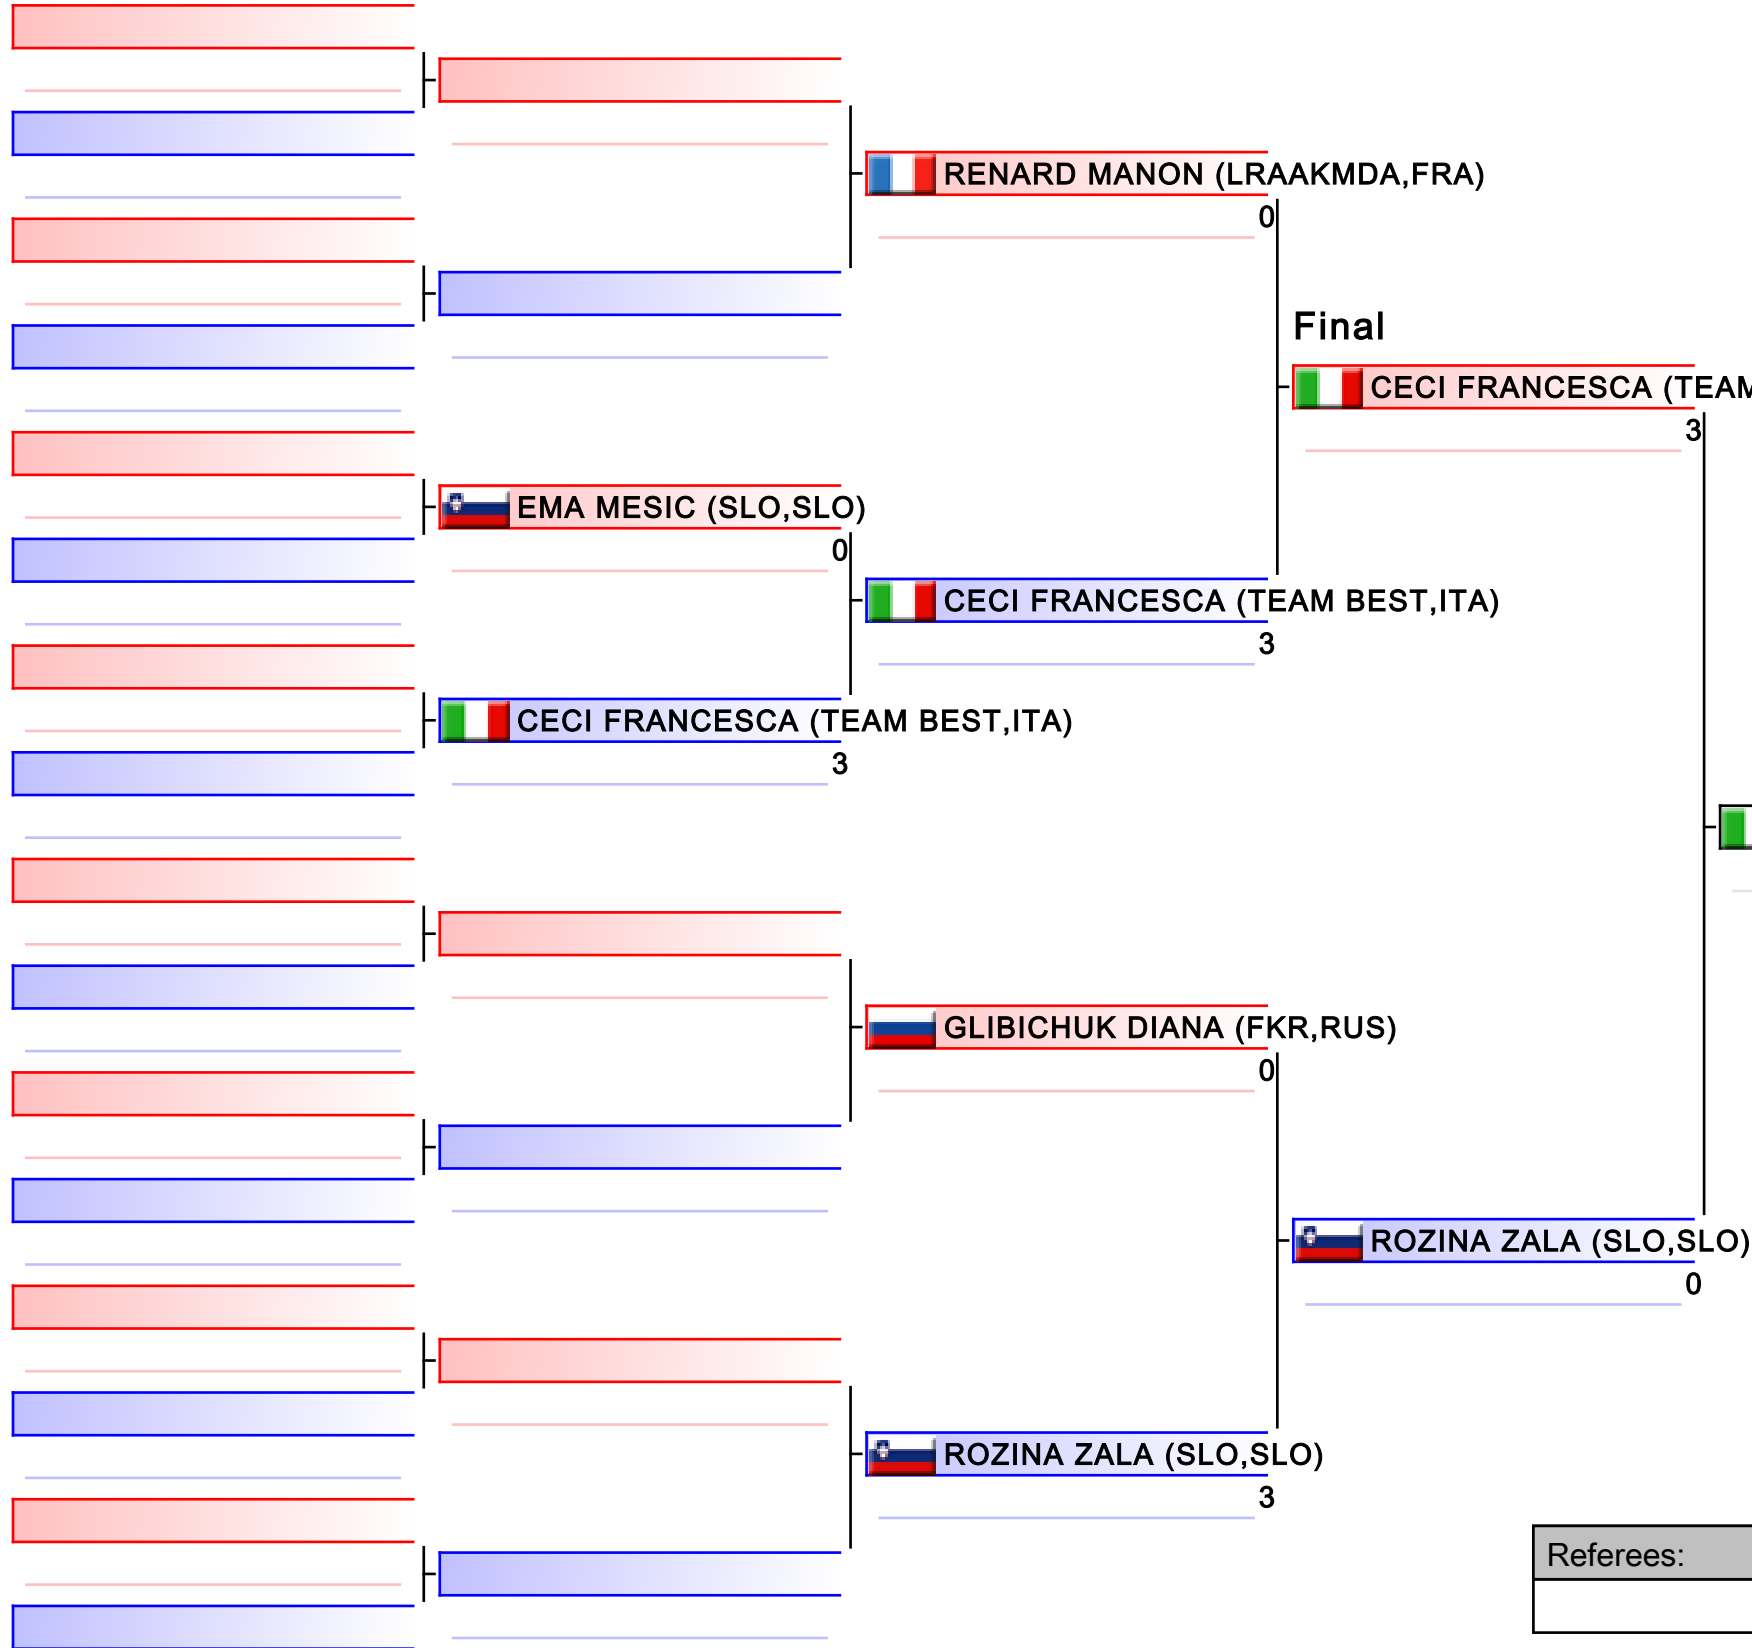 RENARD MANON (LRAAKMDA,FRA)
0
Final
CECI FRANCESCA (TEAM
3
EMA MESIC (SLO,SLO)
0
CECI FRANCESCA (TEAM BEST,ITA)
3
CECI FRANCESCA (TEAM BEST,ITA)
3
GLIBICHUK DIANA (FKR,RUS)
0
ROZINA ZALA (SLO,SLO)
0
ROZINA ZALA (SLO,SLO)
3
Referees: